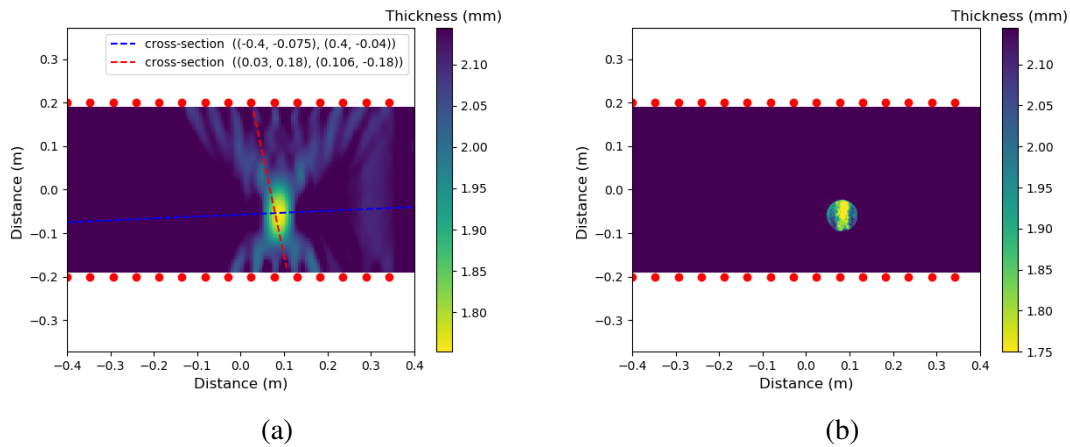 Thickness (mm)
cross-section ((-0.4, -0.075), (0.4, -0.04))
cross-section ((0.03, 0.18), (0.106, -0.18))
0.3
0.2
0.1
0.0
−0.1
−0.2
−0.3
Distance (m)
−0.4 −0.3 −0.2 −0.1 0.0 0.1 0.2 0.3 0.4
Distance (m)
2.10
2.05
2.00
1.95
1.90
1.85
1.80
(a)
Thickness (mm)
0.3
0.2
0.1
0.0
−0.1
−0.2
−0.3
Distance (m)
−0.4 −0.3 −0.2 −0.1 0.0 0.1 0.2 0.3 0.4
Distance (m)
2.10
2.05
2.00
1.95
1.90
1.85
1.80
1.75
(b)